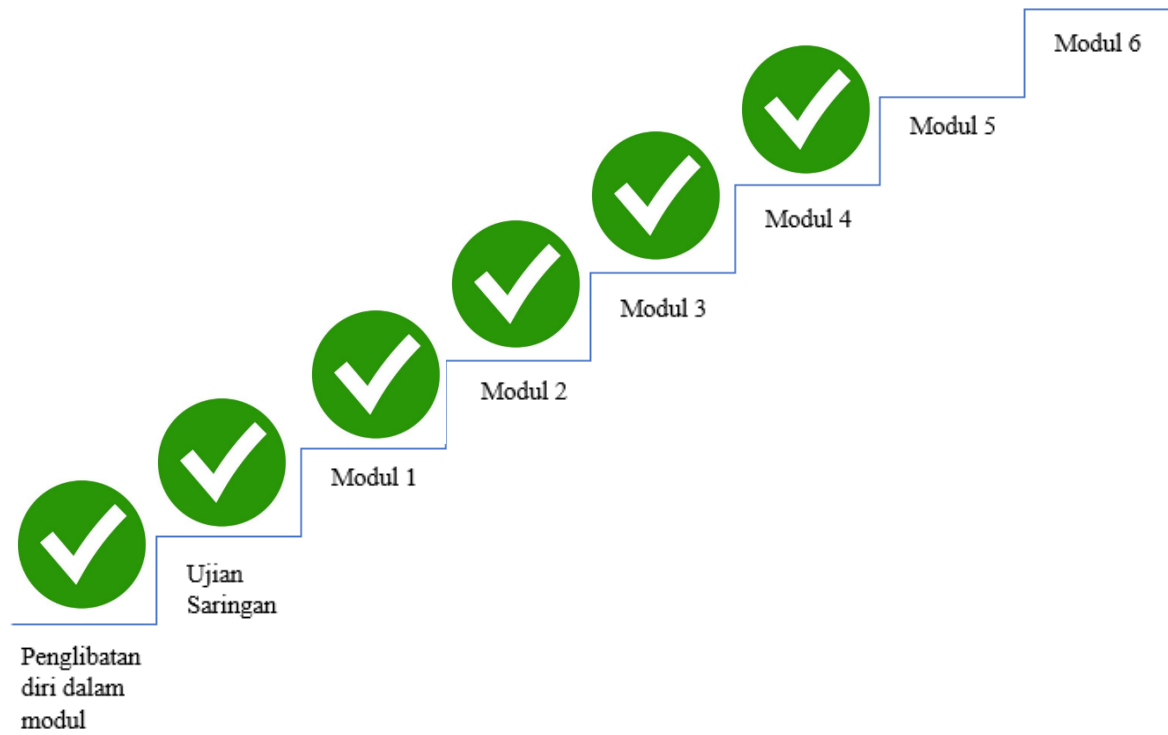 Modul 6
Modul 5
Modul 4
Modul 3
Modul 2
Modul 1
Ujian
Saringan
Penglibatan
diri dalam
modul